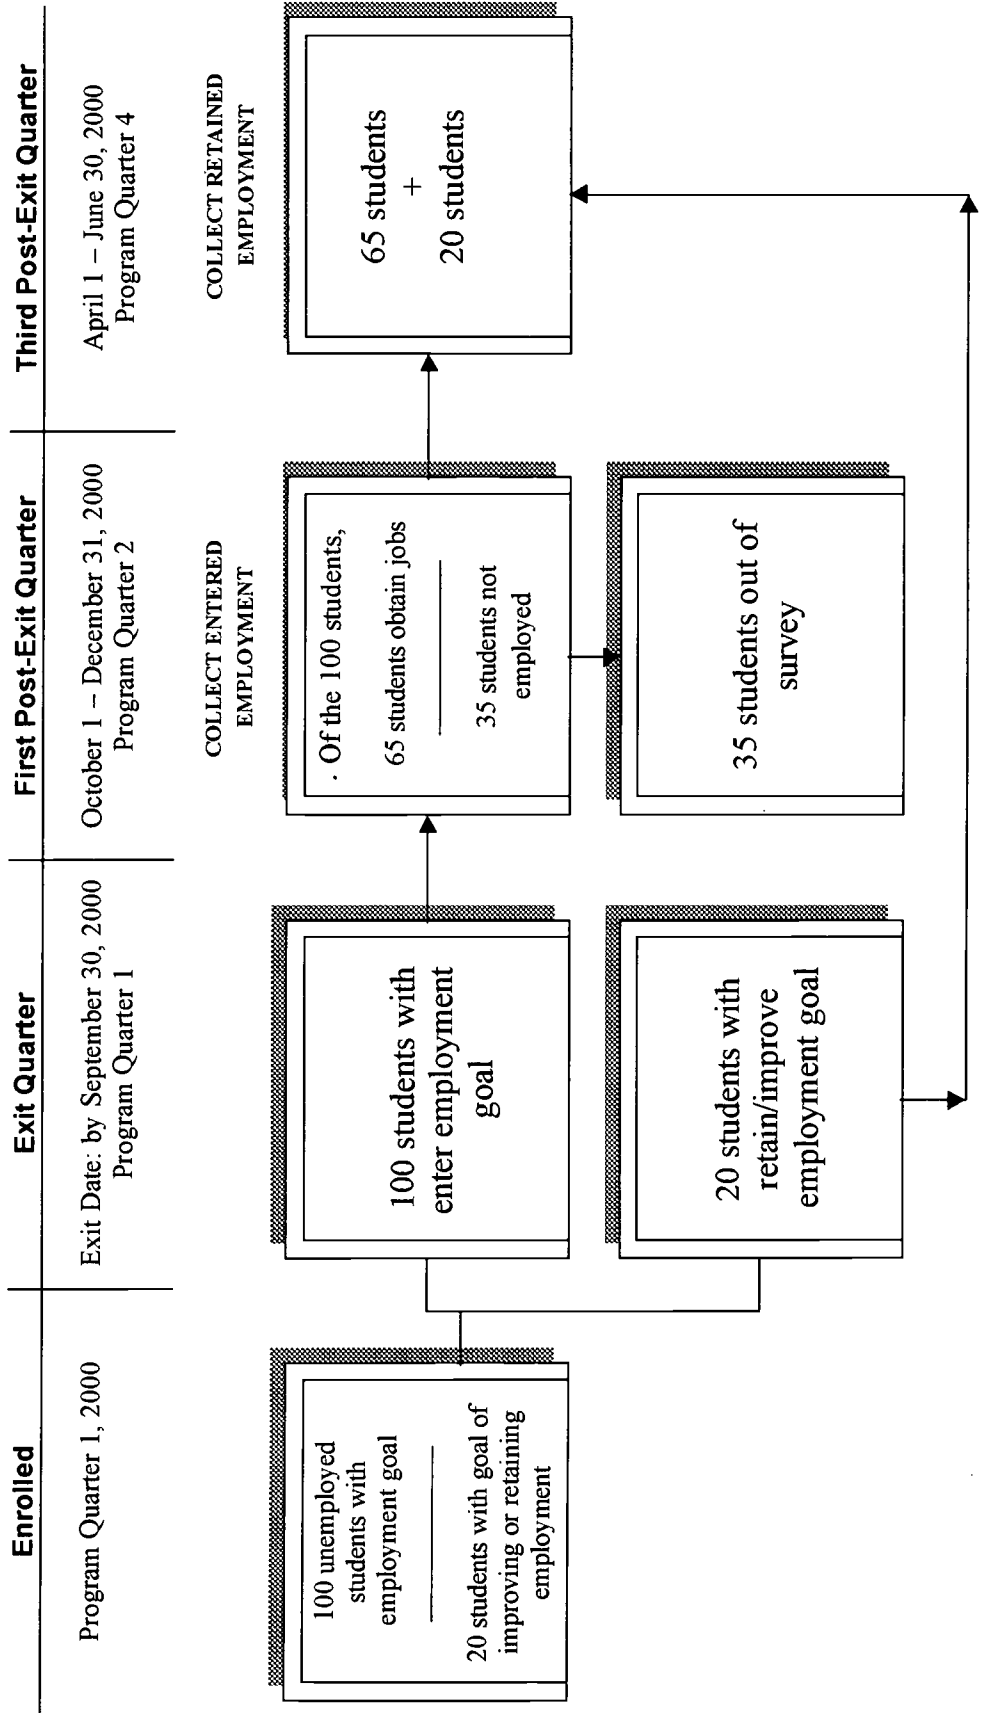 Enrolled
Program Quarter 1, 2000
100 unemployed
students with
employment goal
20 students with goal of
improving or retaining
employment
Exit Quarter
Exit Date: by September 30, 2000
Program Quarter 1
100 students with
enter employment
goal
20 students with
retain/improve
employment goal
First Post-Exit Quarter
October 1 – December 31, 2000
Program Quarter 2
COLLECT ENTERED
EMPLOYMENT
. Of the 100 students,
65 students obtain jobs
35 students not
employed
35 students out of
survey
Third Post-Exit Quarter
April 1 – June 30, 2000
Program Quarter 4
COLLECT RETAINED
EMPLOYMENT
65 students
+
20 students